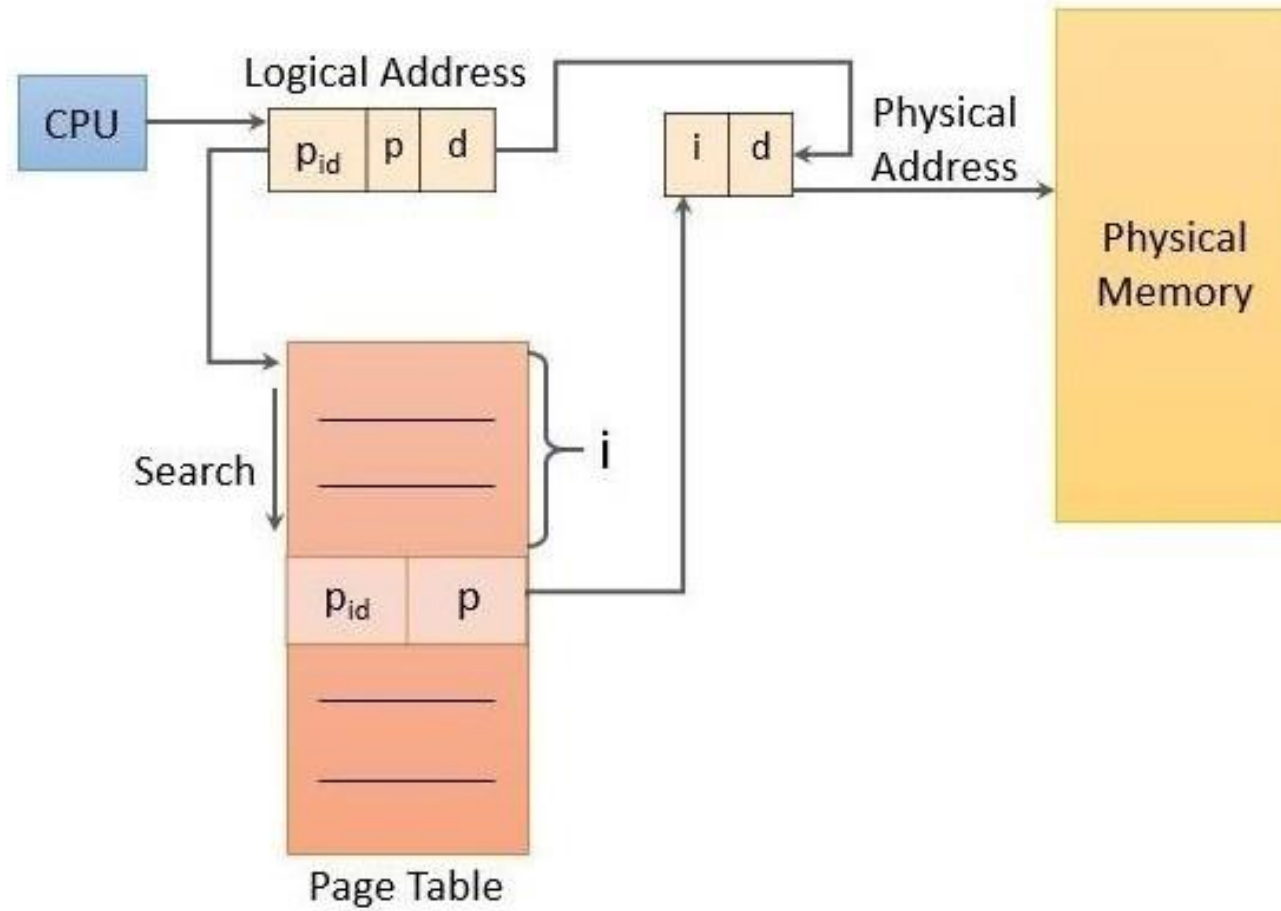 Logical Address
CPU
pid p d
i d
Physical
Address
Physical
Memory
i
Search
pid p
Page Table